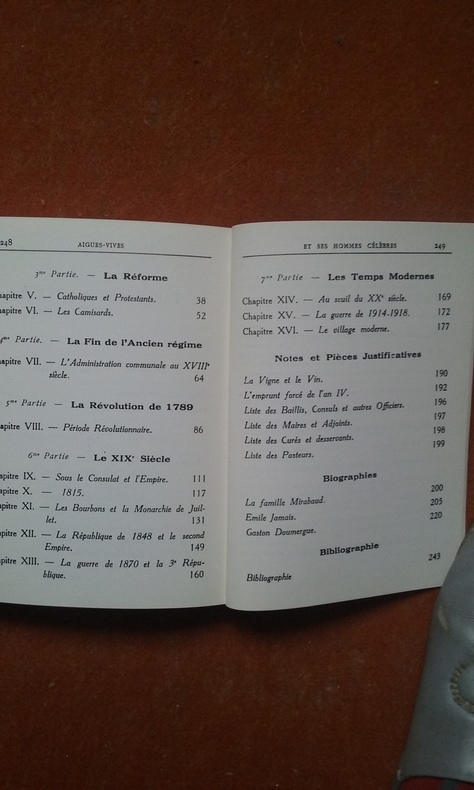 248 AIGUES-VIVES
3me Partie. — La Réforme
apitre V. — Catholiques et Protestants. 38
apitre VI. — Les Camisards. 52
4me Partie. — La Fin de l'Ancien régime
apitre VII. — L'Administration communale au XVIIIe
siècle. 64
5me Partie — La Révolution de 1789
apitre VIII. — Période Révolutionnaire. 86
6me Partie — Le XIXe Siècle
apitre IX. — Sous le Consulat et l'Empire. 111
apitre X. — 1815. 117
apitre XI. — Les Bourbons et la Monarchie de Juil-
let. 131
apitre XII. — La République de 1848 et le second
Empire. 149
apitre XIII. — La guerre de 1870 et la 3e Répu-
blique. 160
ET SES HOMMES CÉLÈBRES 249
7me Partie — Les Temps Modernes
Chapitre XIV. — Au seuil du XXe siècle. 169
Chapitre XV. — La guerre de 1914-1918. 172
Chapitre XVI. — Le village moderne. 177
Notes et Pièces Justificatives
La Vigne et le Vin. 190
L'emprunt forcé de l'an IV. 192
Liste des Baillis, Consuls et autres Officiers. 196
Liste des Maires et Adjoints. 197
Liste des Curés et desservants. 198
Liste des Pasteurs. 199
Biographies
La famille Mirabaud. 200
Emile Jamais. 205
Gaston Doumergue. 220
Bibliographie
Bibliographie 243